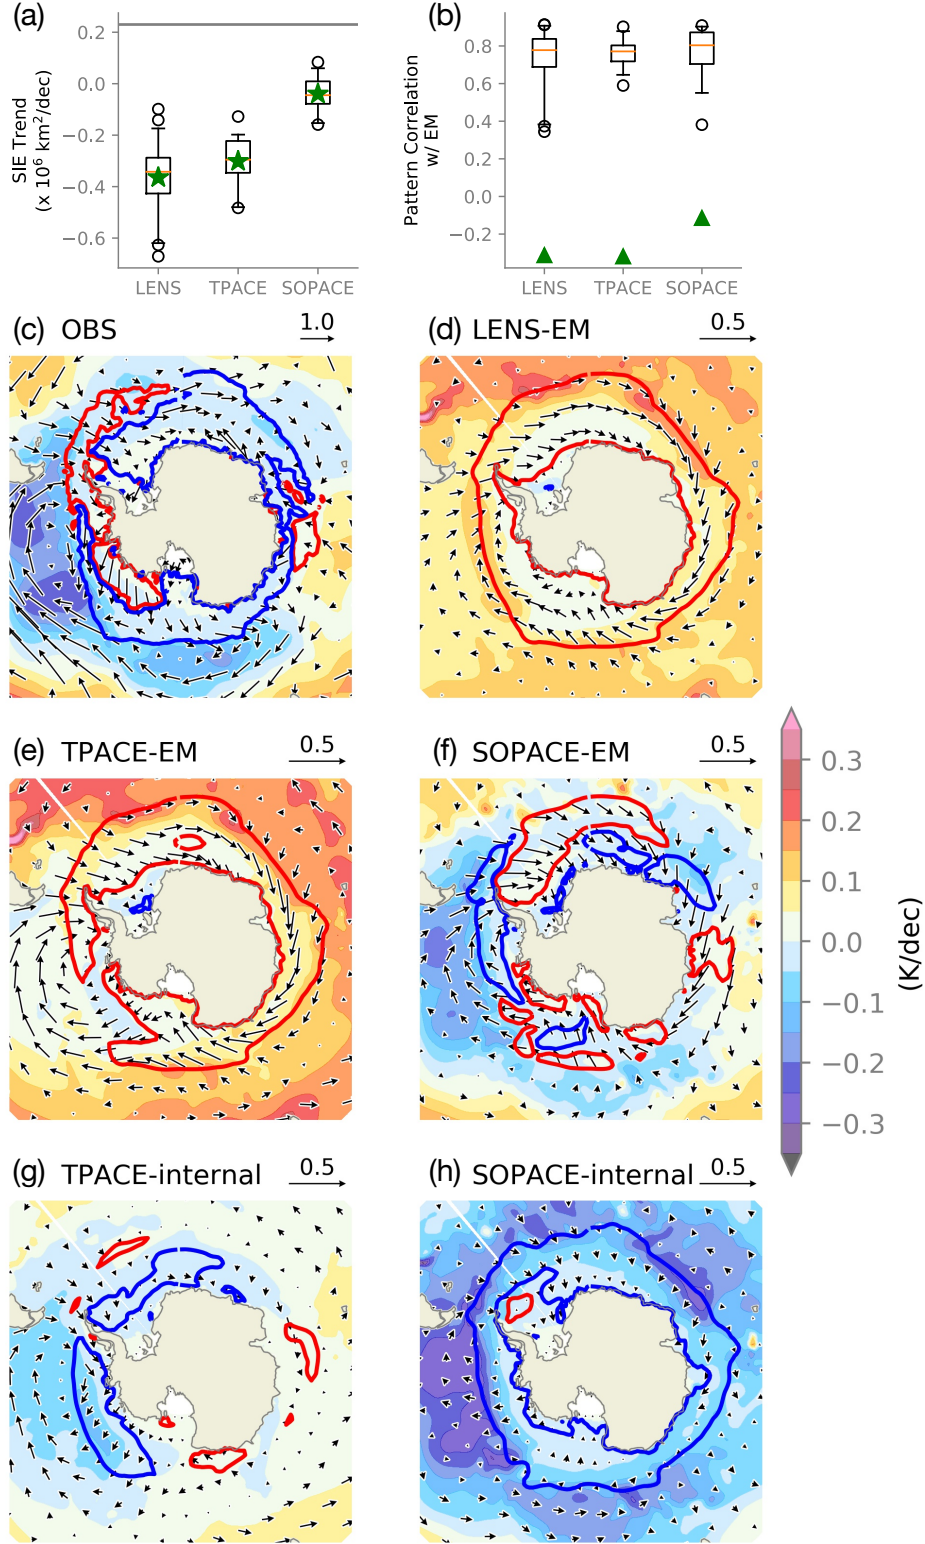 (a)
(b)
0.2
0.0
−0.2
−0.4
−0.6
SIE Trend
(x 10⁶ km²/dec)
LENS
TPACE
SOPACE
0.8
0.6
0.4
0.2
0.0
−0.2
Pattern Correlation
w/ EM
LENS
TPACE
SOPACE
(c) OBS
1.0
(d) LENS-EM
0.5
(e) TPACE-EM
0.5
(f) SOPACE-EM
0.5
0.3
0.2
0.1
0.0
−0.1
−0.2
−0.3
(K/dec)
(g) TPACE-internal
0.5
(h) SOPACE-internal
0.5